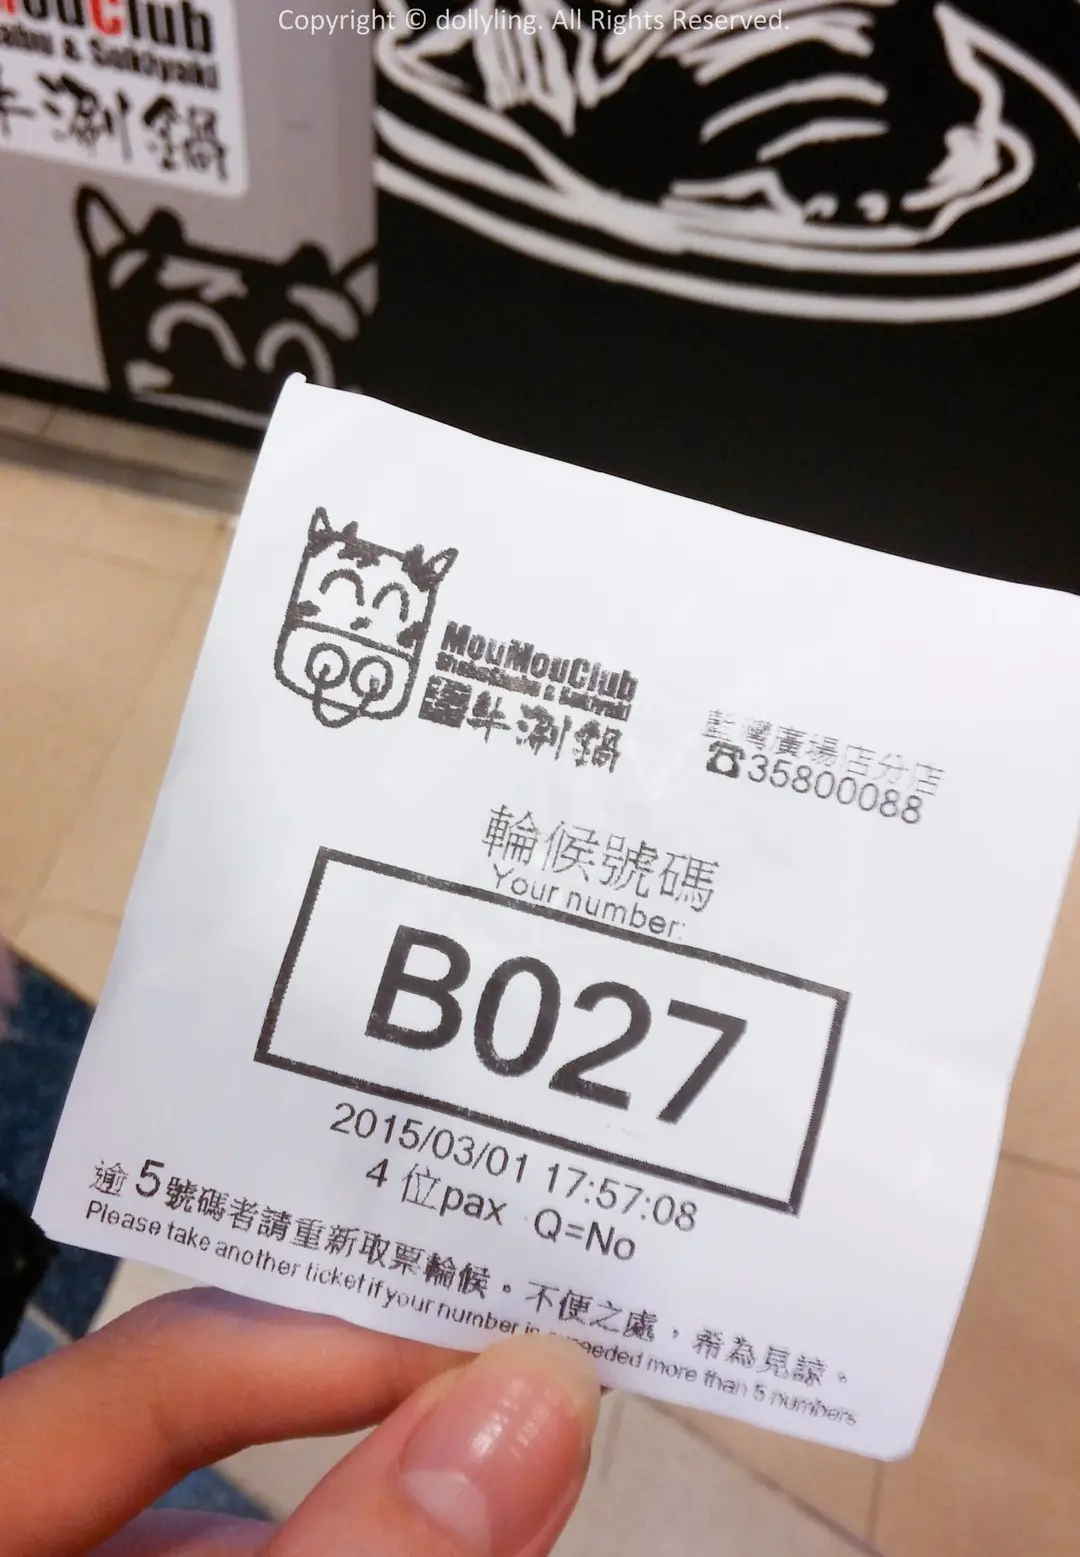 Copyright © dollyling. All Rights Reserved.
Club
& Sukiyaki
牛涮鍋
MouMouClub
& Sukiyaki
牛涮鍋
藍灣廣場店分店
☎35800088
輪候號碼
Your number:
B027
2015/03/01 17:57:08
4 位pax Q=No
逾5號碼者請重新取票輪候。不便之處,希為見諒。
Please take another ticket if your number is exceeded more than 5 numbers